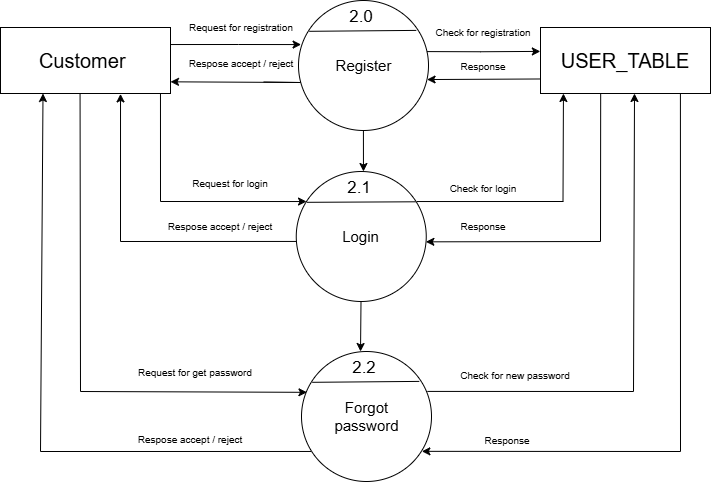 2.0
Request for registration
Check for registration
Customer
Respose accept / reject
Register
Response
USER_TABLE
2.1
Request for login
Check for login
Respose accept / reject
Login
Response
2.2
Request for get password
Check for new password
Forgot
password
Respose accept / reject
Response